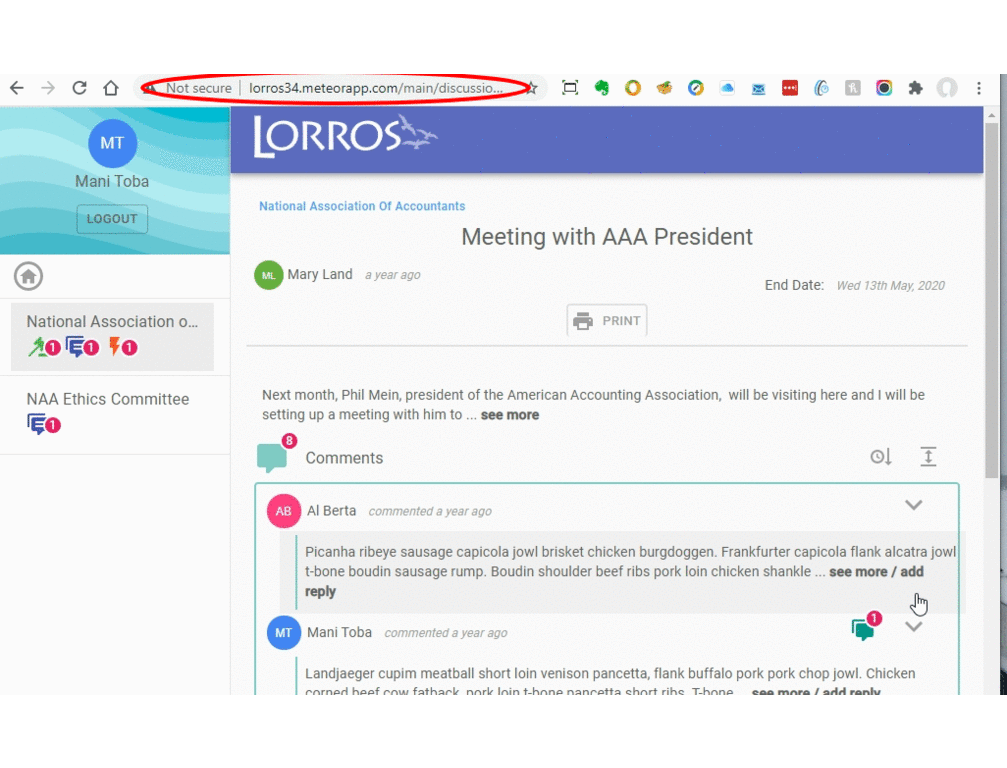 Not secure | lorros34.meteorapp.com/main/discussio...
MT
Mani Toba
LOGOUT
National Association o...
1 1 1
NAA Ethics Committee
1
LORROS
National Association Of Accountants
Meeting with AAA President
ML Mary Land a year ago
End Date: Wed 13th May, 2020
PRINT
Next month, Phil Mein, president of the American Accounting Association, will be visiting here and I will be
setting up a meeting with him to ... see more
8
Comments
AB Al Berta commented a year ago
Picanha ribeye sausage capicola jowl brisket chicken burgdoggen. Frankfurter capicola flank alcatra jowl
t-bone boudin sausage rump. Boudin shoulder beef ribs pork loin chicken shankle ... see more / add
reply
MT Mani Toba commented a year ago 1
Landjaeger cupim meatball short loin venison pancetta, flank buffalo pork pork chop jowl. Chicken
corned beef cow fatback, pork loin t-bone pancetta short ribs. T-bone ... see more / add reply